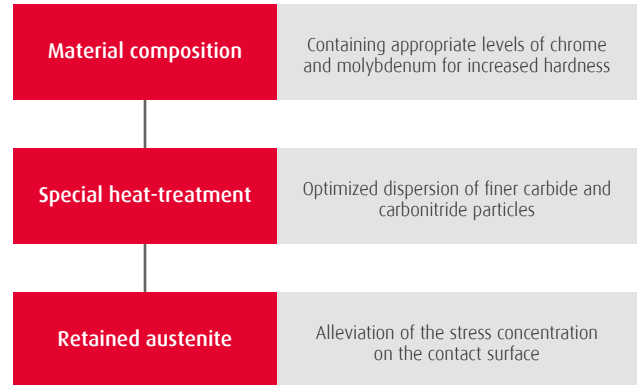 Material composition
Containing appropriate levels of chrome
and molybdenum for increased hardness
Special heat-treatment
Optimized dispersion of finer carbide and
carbonitride particles
Retained austenite
Alleviation of the stress concentration
on the contact surface